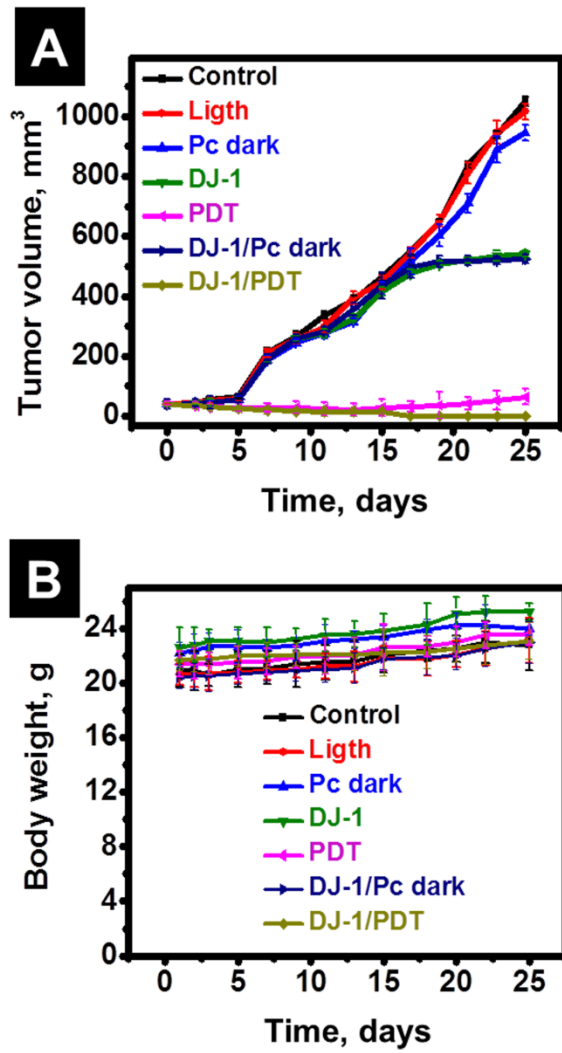 A
Control
Ligth
Pc dark
DJ-1
PDT
DJ-1/Pc dark
DJ-1/PDT
1000
800
600
400
200
0
Tumor volume, mm³
0 5 10 15 20 25
Time, days
B
24
20
16
12
8
4
0
Body weight, g
Control
Ligth
Pc dark
DJ-1
PDT
DJ-1/Pc dark
DJ-1/PDT
0 5 10 15 20 25
Time, days